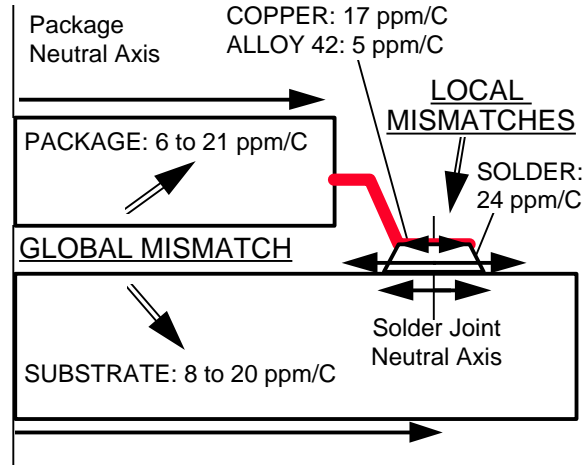 Package
Neutral Axis
COPPER: 17 ppm/C
ALLOY 42: 5 ppm/C
LOCAL
MISMATCHES
PACKAGE: 6 to 21 ppm/C
SOLDER:
24 ppm/C
GLOBAL MISMATCH
Solder Joint
Neutral Axis
SUBSTRATE: 8 to 20 ppm/C